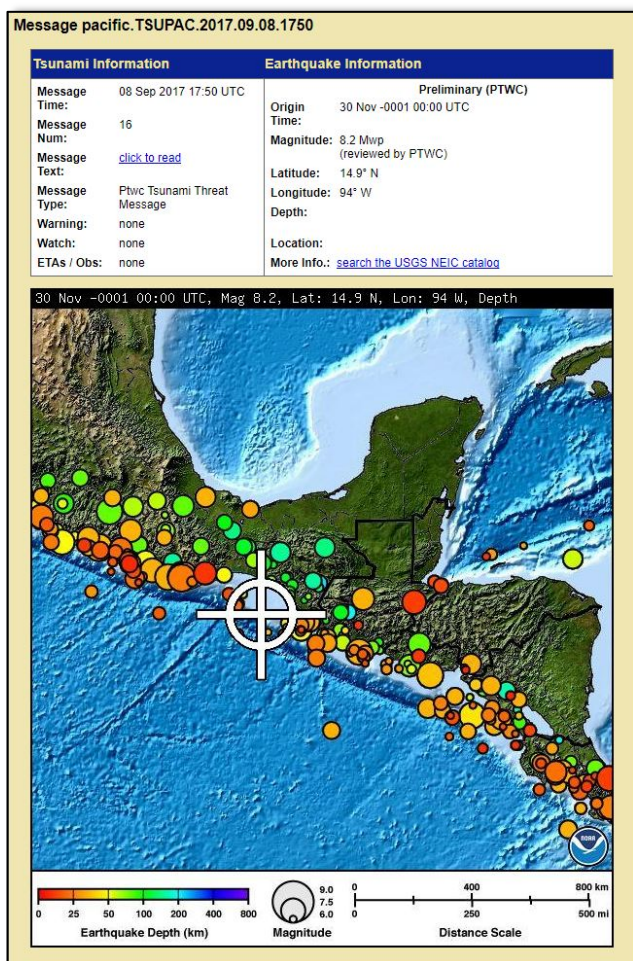 Message pacific.TSUPAC.2017.09.08.1750
Tsunami Information
Message Time: 08 Sep 2017 17:50 UTC
Message Num: 16
Message Text: click to read
Message Type: Ptwc Tsunami Threat Message
Warning: none
Watch: none
ETAs / Obs: none
Earthquake Information
Preliminary (PTWC)
Origin Time: 30 Nov -0001 00:00 UTC
Magnitude: 8.2 Mwp
(reviewed by PTWC)
Latitude: 14.9° N
Longitude: 94° W
Depth:
Location:
More Info.: search the USGS NEIC catalog
30 Nov -0001 00:00 UTC, Mag 8.2, Lat: 14.9 N, Lon: 94 W, Depth
NOAA
0 25 50 100 200 400 800
Earthquake Depth (km)
9.0
7.5
6.0
Magnitude
0 400 800 km
0 250 500 mi
Distance Scale